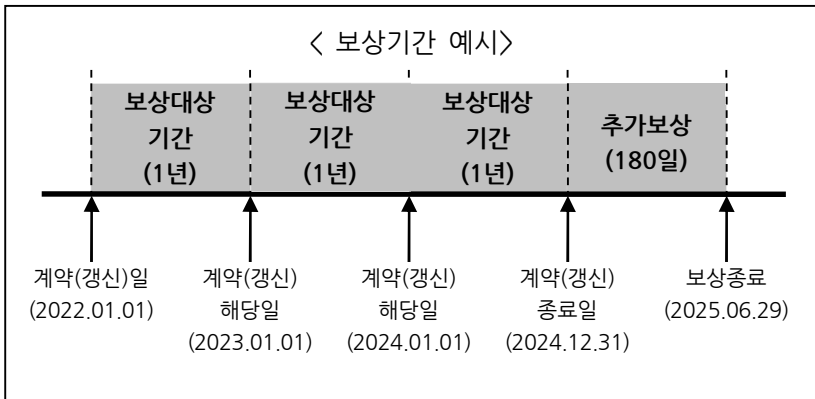 < 보상기간 예시>
보상대상
기간
(1년)
보상대상
기간
(1년)
보상대상
기간
(1년)
추가보상
(180일)
계약(갱신)일
(2022.01.01)
계약(갱신)
해당일
(2023.01.01)
계약(갱신)
해당일
(2024.01.01)
계약(갱신)
종료일
(2024.12.31)
보상종료
(2025.06.29)